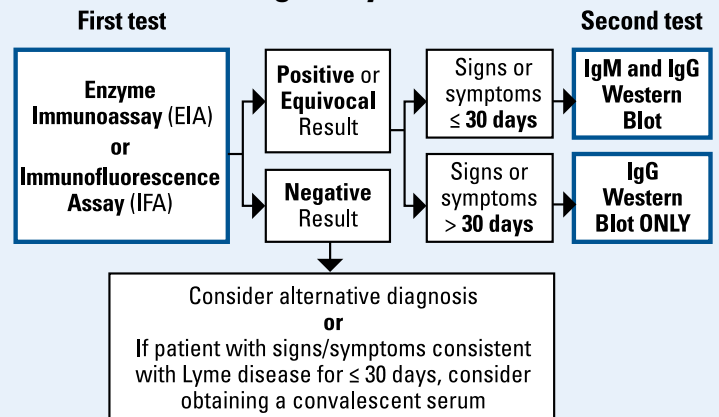 First test
Second test
Enzyme
Immunoassay (EIA)
or
Immunofluorescence
Assay (IFA)
Positive or
Equivocal
Result
Negative
Result
Signs or
symptoms
≤ 30 days
Signs or
symptoms
> 30 days
IgM and IgG
Western
Blot
IgG
Western
Blot ONLY
Consider alternative diagnosis
or
If patient with signs/symptoms consistent
with Lyme disease for ≤ 30 days, consider
obtaining a convalescent serum